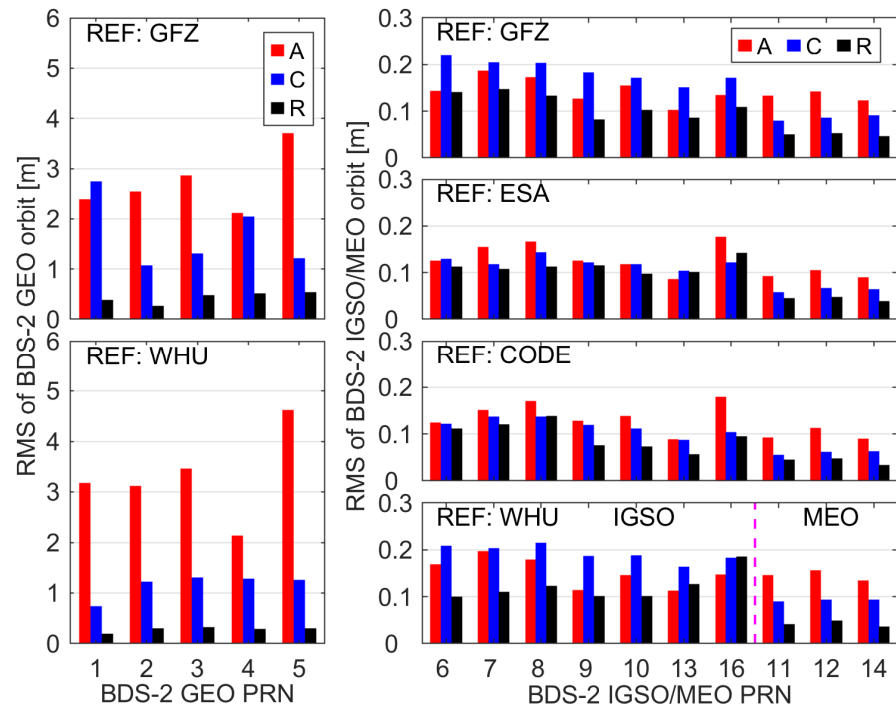 RMS of BDS-2 GEO orbit [m]
REF: GFZ
A
C
R
6
5
4
3
2
1
0
REF: WHU
6
5
4
3
2
1
0
1 2 3 4 5
BDS-2 GEO PRN
RMS of BDS-2 IGSO/MEO orbit [m]
REF: GFZ
A C R
0.3
0.2
0.1
0
REF: ESA
0.3
0.2
0.1
0
REF: CODE
0.3
0.2
0.1
0
REF: WHU IGSO MEO
0.3
0.2
0.1
0
6 7 8 9 10 13 16 11 12 14
BDS-2 IGSO/MEO PRN